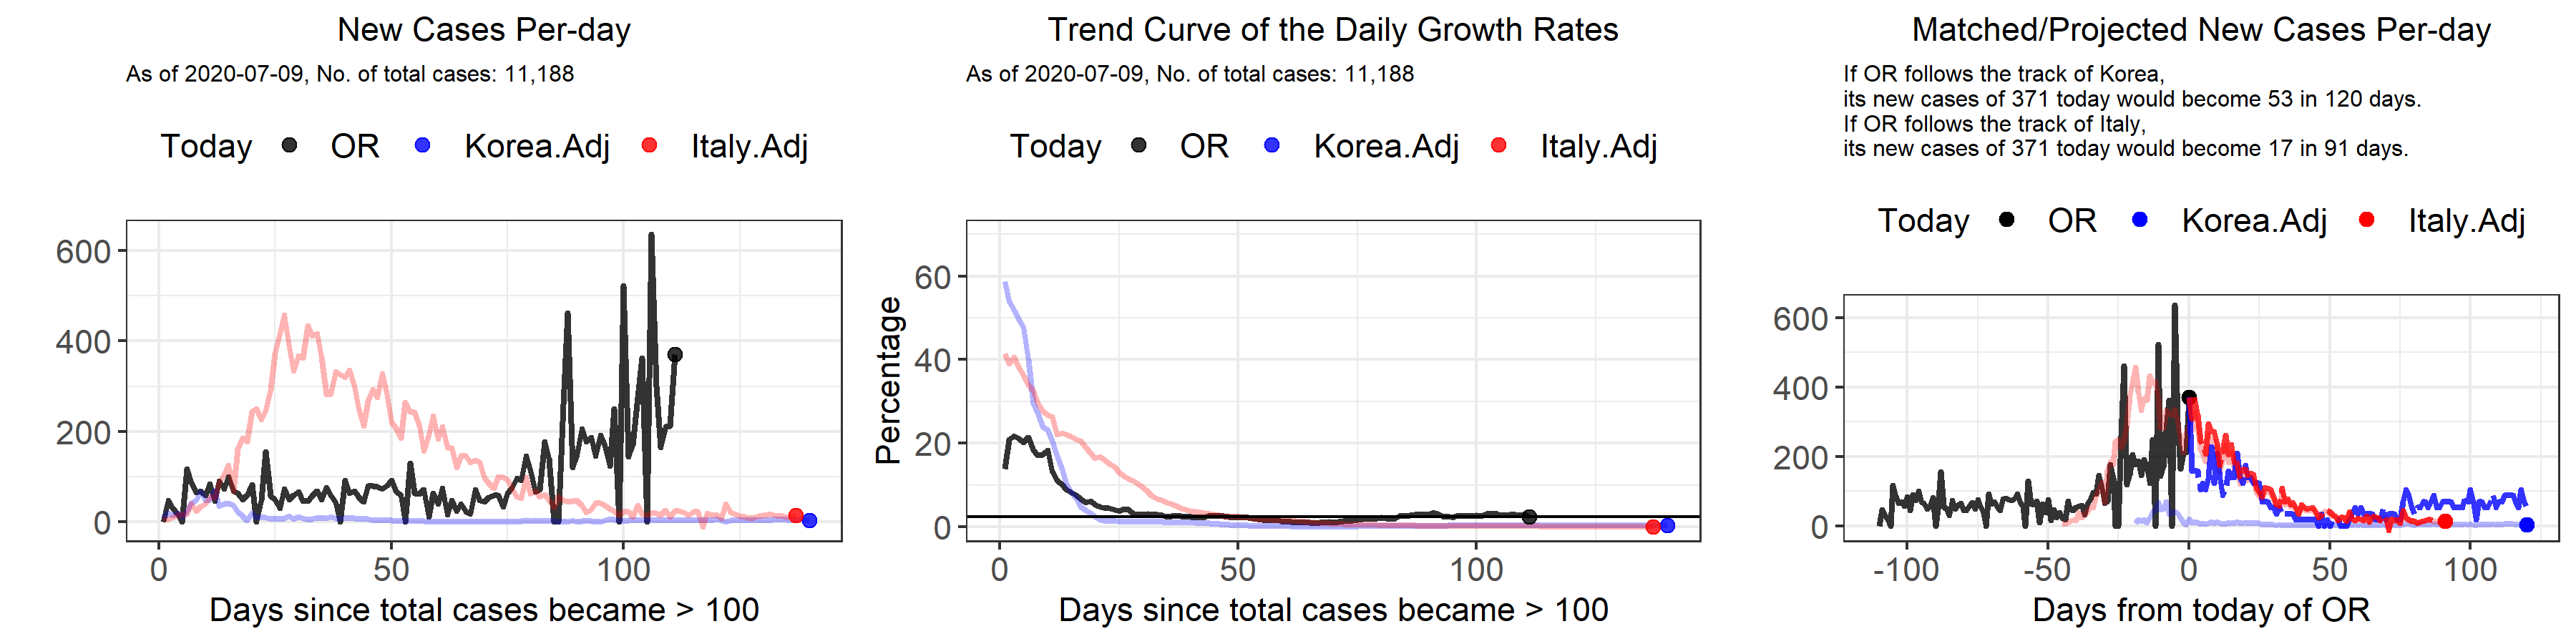 New Cases Per-day
As of 2020-07-09, No. of total cases: 11,188
Today OR Korea.Adj Italy.Adj
600
400
200
0
0 50 100
Days since total cases became > 100
Trend Curve of the Daily Growth Rates
As of 2020-07-09, No. of total cases: 11,188
Today OR Korea.Adj Italy.Adj
Percentage
60
40
20
0
0 50 100
Days since total cases became > 100
Matched/Projected New Cases Per-day
If OR follows the track of Korea,
its new cases of 371 today would become 53 in 120 days.
If OR follows the track of Italy,
its new cases of 371 today would become 17 in 91 days.
Today OR Korea.Adj Italy.Adj
600
400
200
0
-100 -50 0 50 100
Days from today of OR